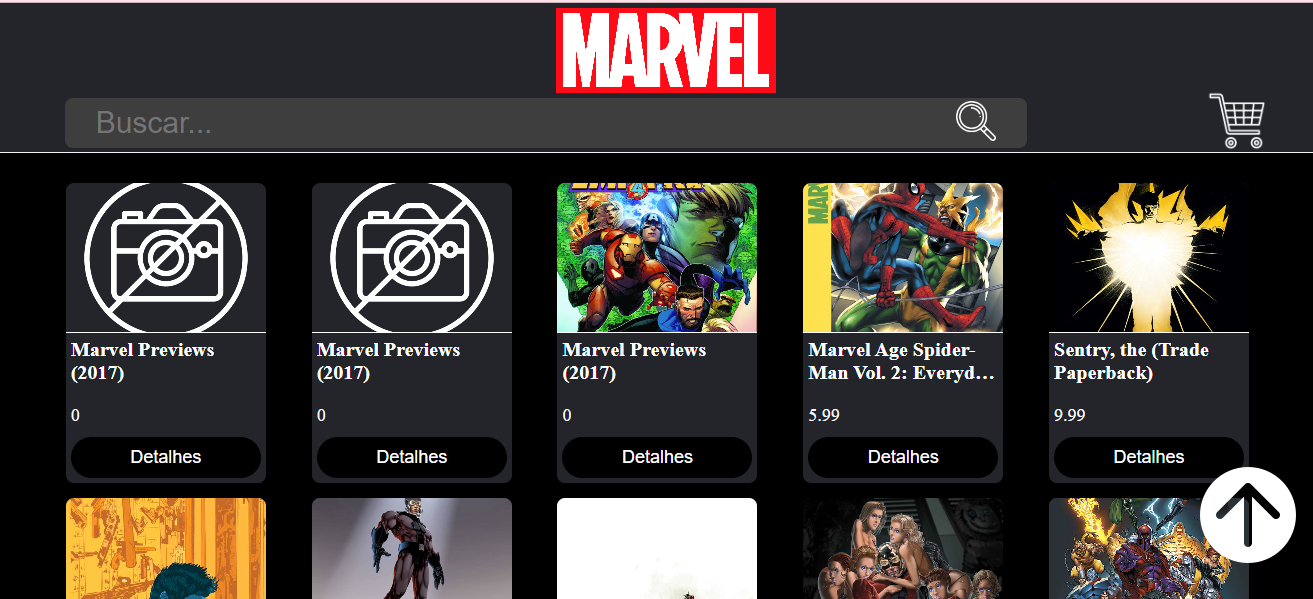 MARVEL
Buscar...
MAR
Marvel Previews
(2017)
0
Detalhes
Marvel Previews
(2017)
0
Detalhes
Marvel Previews
(2017)
0
Detalhes
Marvel Age Spider-
Man Vol. 2: Everyd…
5.99
Detalhes
Sentry, the (Trade
Paperback)
9.99
Detalhes